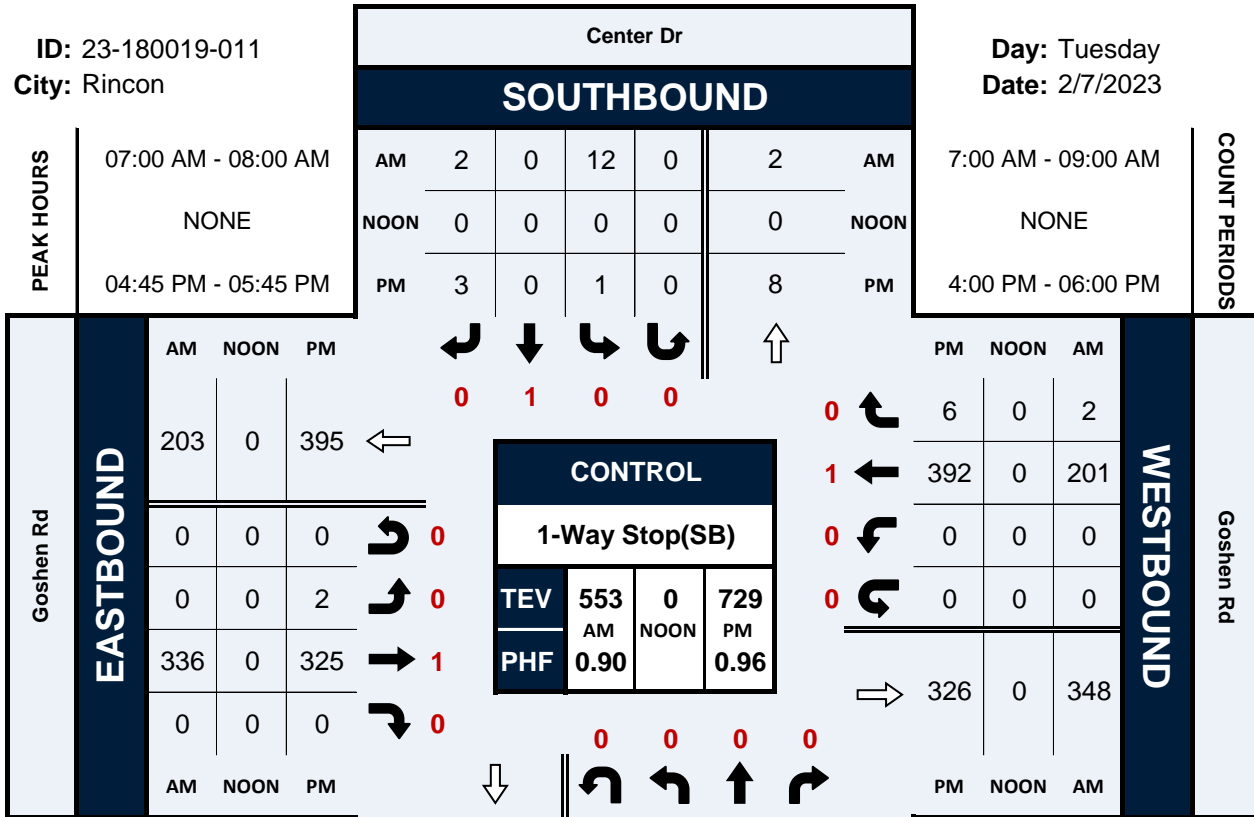 ID: 23-180019-011
City: Rincon
Center Dr
SOUTHBOUND
Day: Tuesday
Date: 2/7/2023
PEAK HOURS
07:00 AM - 08:00 AM
NONE
04:45 PM - 05:45 PM
AM 2 0 12 0 2 AM
NOON 0 0 0 0 0 NOON
PM 3 0 1 0 8 PM
7:00 AM - 09:00 AM
NONE
4:00 PM - 06:00 PM
COUNT PERIODS
0 1 0 0
Goshen Rd
EASTBOUND
AM NOON PM
203 0 395
0 0 0 0
0 0 2 0
336 0 325 1
0 0 0 0
AM NOON PM
CONTROL
1-Way Stop(SB)
TEV 553 0 729
AM NOON PM
PHF 0.90 0.96
PM NOON AM
0 6 0 2
1 392 0 201
0 0 0 0
0 0 0 0
326 0 348
PM NOON AM
WESTBOUND
Goshen Rd
0 0 0 0